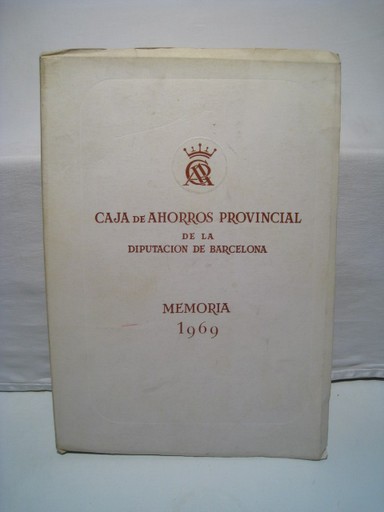 CAJA DE AHORROS PROVINCIAL
DE LA
DIPUTACION DE BARCELONA
MEMORIA
1969